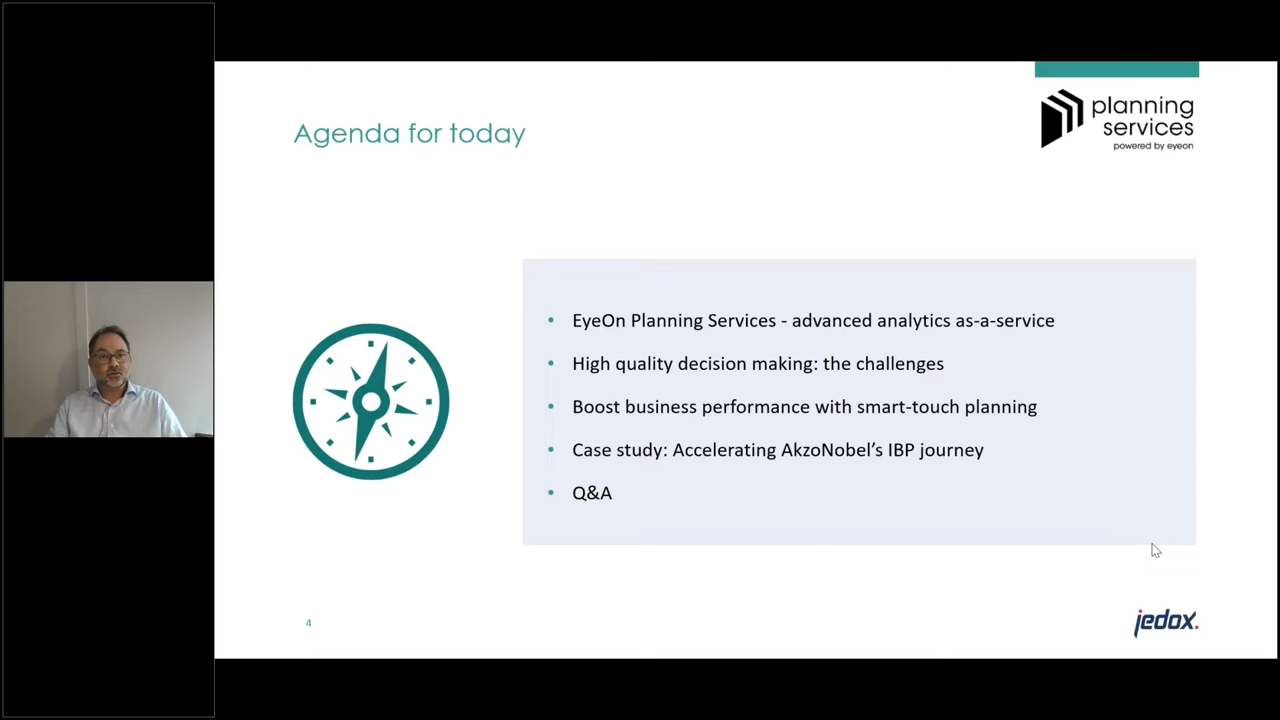 Agenda for today
planning
services
powered by eyeon
• EyeOn Planning Services - advanced analytics as-a-service
• High quality decision making: the challenges
• Boost business performance with smart-touch planning
• Case study: Accelerating AkzoNobel’s IBP journey
• Q&A
4
jedox.